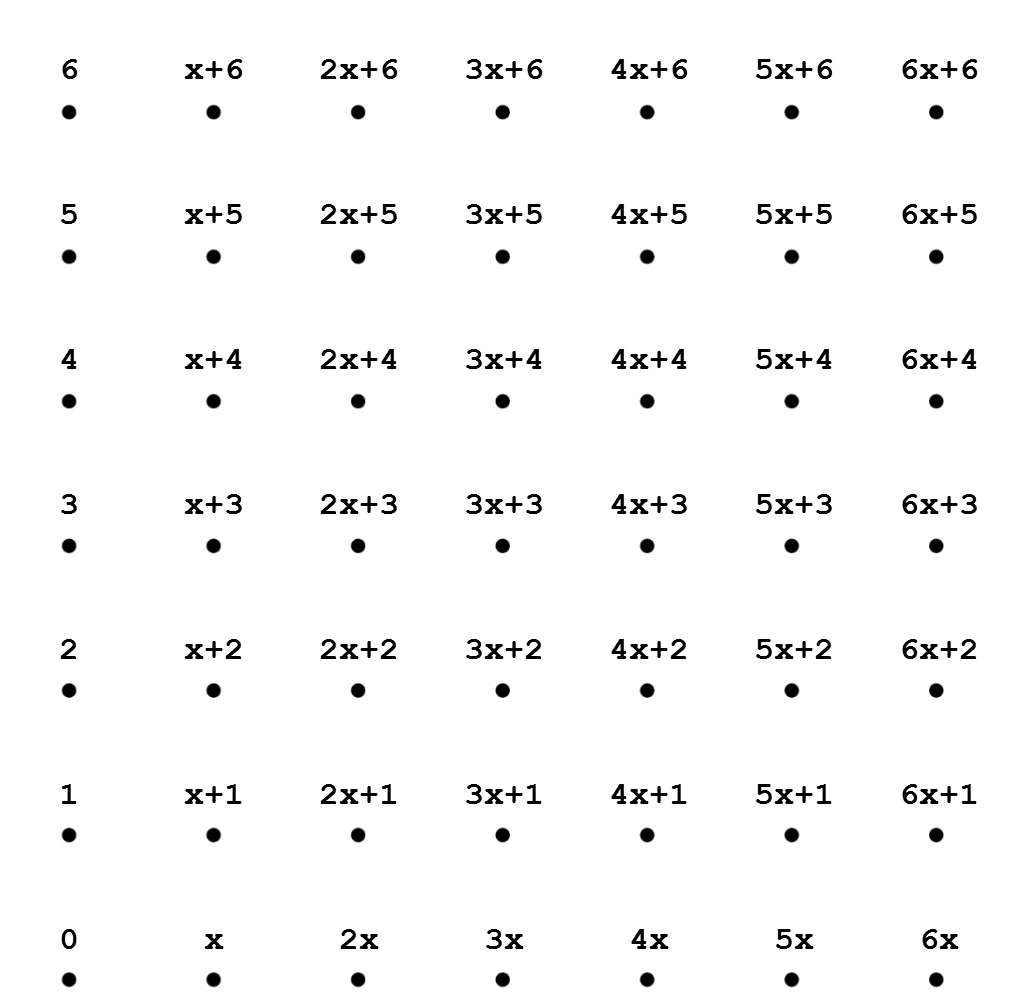 6 x+6 2x+6 3x+6 4x+6 5x+6 6x+6
5 x+5 2x+5 3x+5 4x+5 5x+5 6x+5
4 x+4 2x+4 3x+4 4x+4 5x+4 6x+4
3 x+3 2x+3 3x+3 4x+3 5x+3 6x+3
2 x+2 2x+2 3x+2 4x+2 5x+2 6x+2
1 x+1 2x+1 3x+1 4x+1 5x+1 6x+1
0 x 2x 3x 4x 5x 6x